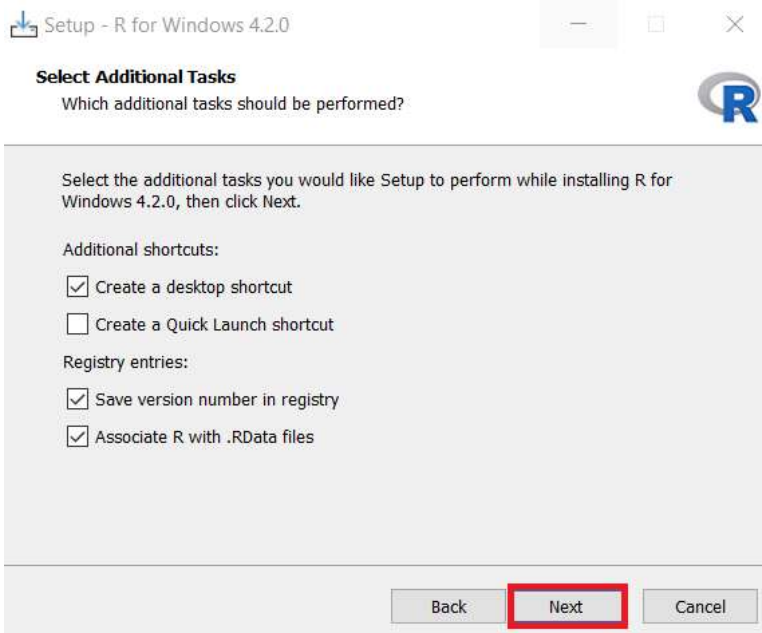 Setup - R for Windows 4.2.0
Select Additional Tasks
Which additional tasks should be performed?
R
Select the additional tasks you would like Setup to perform while installing R for
Windows 4.2.0, then click Next.
Additional shortcuts:
Create a desktop shortcut
Create a Quick Launch shortcut
Registry entries:
Save version number in registry
Associate R with .RData files
Back Next Cancel